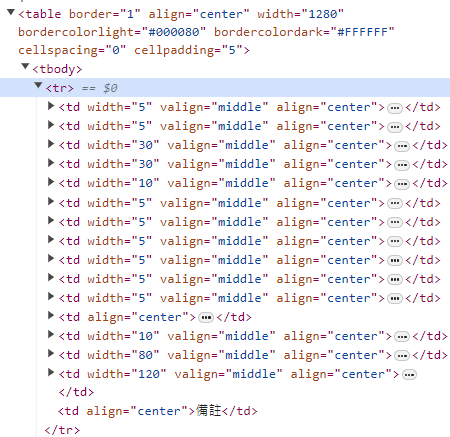 <table border="1" align="center" width="1280"
bordercolorlight="#000080" bordercolordark="#FFFFFF"
cellspacing="0" cellpadding="5">
<tbody>
<tr> == $0
<td width="5" valign="middle" align="center">…</td>
<td width="5" valign="middle" align="center">…</td>
<td width="30" valign="middle" align="center">…</td>
<td width="30" valign="middle" align="center">…</td>
<td width="10" valign="middle" align="center">…</td>
<td width="5" valign="middle" align="center">…</td>
<td width="5" valign="middle" align="center">…</td>
<td width="5" valign="middle" align="center">…</td>
<td width="5" valign="middle" align="center">…</td>
<td width="5" valign="middle" align="center">…</td>
<td width="5" valign="middle" align="center">…</td>
<td align="center">…</td>
<td width="10" valign="middle" align="center">…</td>
<td width="80" valign="middle" align="center">…</td>
<td width="120" valign="middle" align="center">…
</td>
<td align="center">備註</td>
</tr>